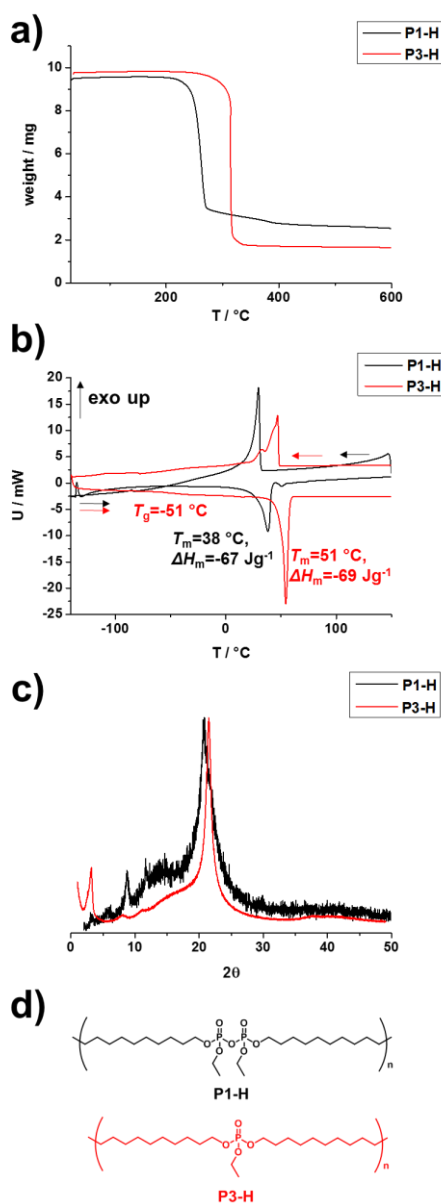 a)
P1-H
P3-H
10
8
6
4
2
0
weight / mg
200
400
600
T / °C
b)
P1-H
P3-H
20
15
10
5
0
-5
-10
-15
-20
-25
U / mW
exo up
Tg=-51 °C
Tm=38 °C,
ΔHm=-67 Jg-1
Tm=51 °C,
ΔHm=-69 Jg-1
-100
0
100
T / °C
c)
P1-H
P3-H
0
10
20
30
40
50
2θ
d)
O O
P P
O O O
O O
n
P1-H
O
P
O O
O
n
P3-H